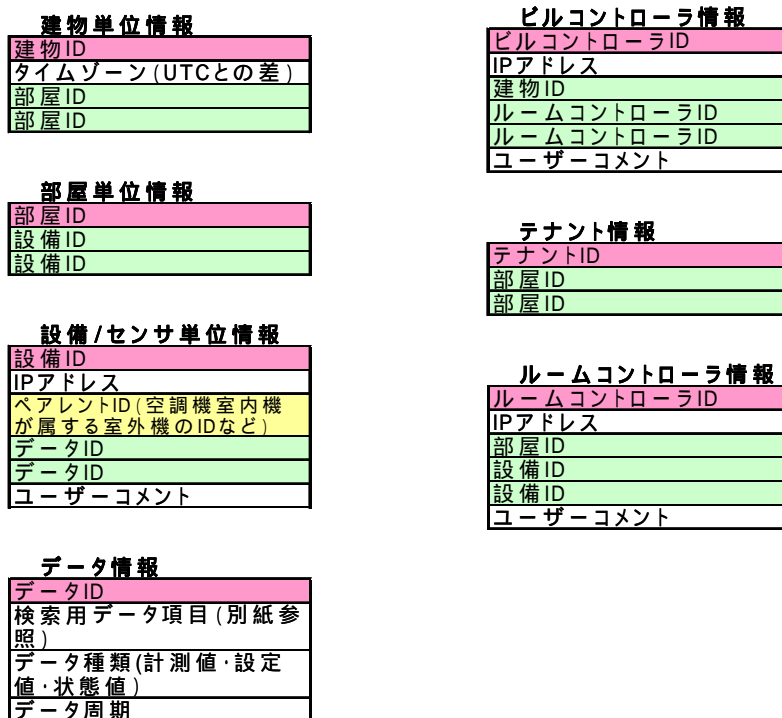 建物単位情報
建物ID
タイムゾーン(UTCとの差)
部屋ID
部屋ID
部屋単位情報
部屋ID
設備ID
設備ID
設備/センサ単位情報
設備ID
IPアドレス
ペアレントID(空調機室内機
が属する室外機のIDなど)
データID
データID
ユーザーコメント
データ情報
データID
検索用データ項目(別紙参
照)
データ種類(計測値・設定
値・状態値)
データ周期
ビルコントローラ情報
ビルコントローラID
IPアドレス
建物ID
ルームコントローラID
ルームコントローラID
ユーザーコメント
テナント情報
テナントID
部屋ID
部屋ID
ルームコントローラ情報
ルームコントローラID
IPアドレス
部屋ID
設備ID
設備ID
ユーザーコメント